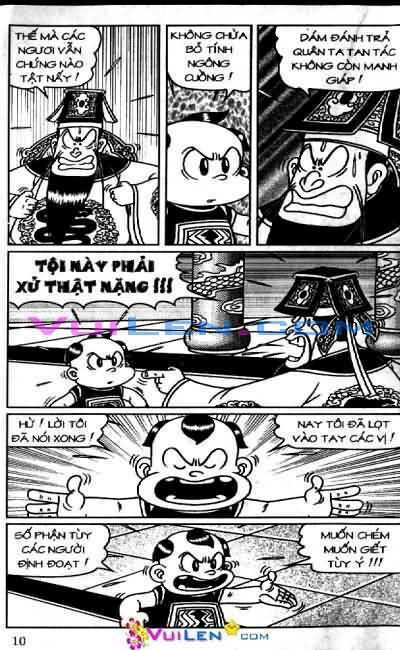 THẾ MÀ CÁC
NGƯƠI VẪN
CHỨNG NÀO
TẬT NẤY!
KHÔNG CHỪA
BỎ TÍNH
NGÔNG
CUỒNG!
DÁM ĐÁNH TRẢ
QUÂN TA TAN TÁC
KHÔNG CÒN MANH
GIÁP!
TỘI NÀY PHẢI
XỬ THẬT NẶNG!!!
VUILEN.COM
HỪ! LỜI TÔI
ĐÃ NÓI XONG!
NAY TÔI ĐÃ LỌT
VÀO TAY CÁC VỊ!
SỐ PHẬN TÙY
CÁC NGƯỜI
ĐỊNH ĐOẠT!
MUỐN CHÉM
MUỐN GIẾT
TÙY Ý!!!
10
VUILEN.COM